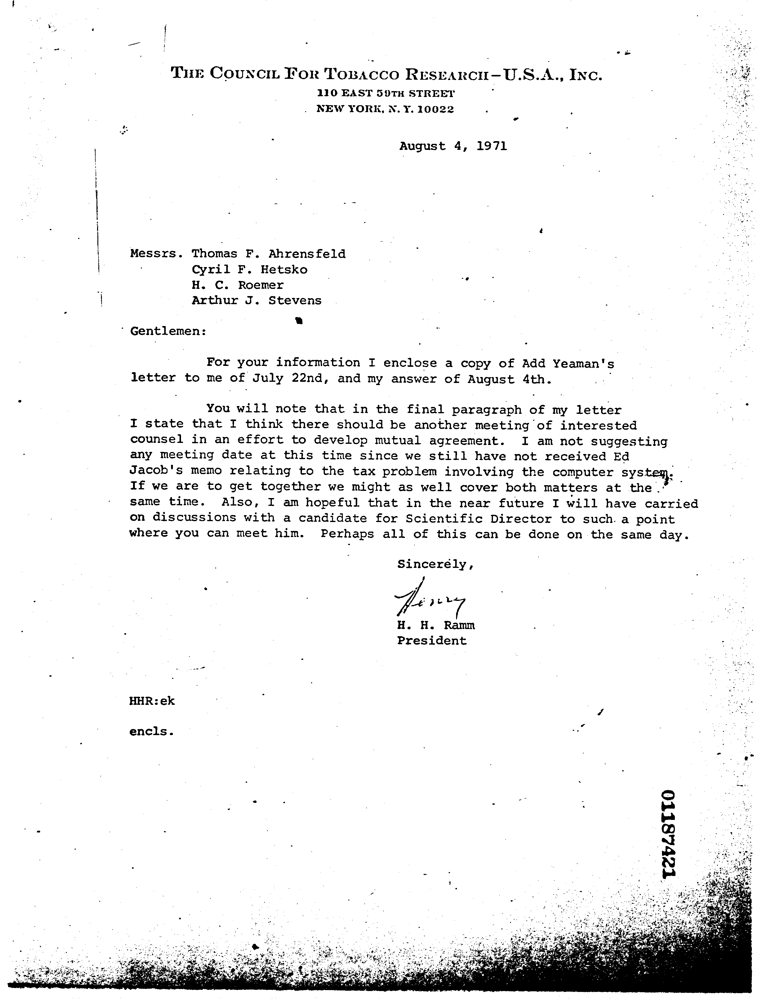 THE COUNCIL FOR TOBACCO RESEARCH—U.S.A., INC.
110 EAST 59TH STREET
NEW YORK, N. Y. 10022
August 4, 1971
Messrs. Thomas F. Ahrensfeld
Cyril F. Hetsko
H. C. Roemer
Arthur J. Stevens
Gentlemen:
For your information I enclose a copy of Add Yeaman's
letter to me of July 22nd, and my answer of August 4th.
You will note that in the final paragraph of my letter
I state that I think there should be another meeting of interested
counsel in an effort to develop mutual agreement. I am not suggesting
any meeting date at this time since we still have not received Ed
Jacob's memo relating to the tax problem involving the computer system.
If we are to get together we might as well cover both matters at the
same time. Also, I am hopeful that in the near future I will have carried
on discussions with a candidate for Scientific Director to such a point
where you can meet him. Perhaps all of this can be done on the same day.
Sincerely,
Henry
H. H. Ramm
President
HHR:ek
encls.
01187421